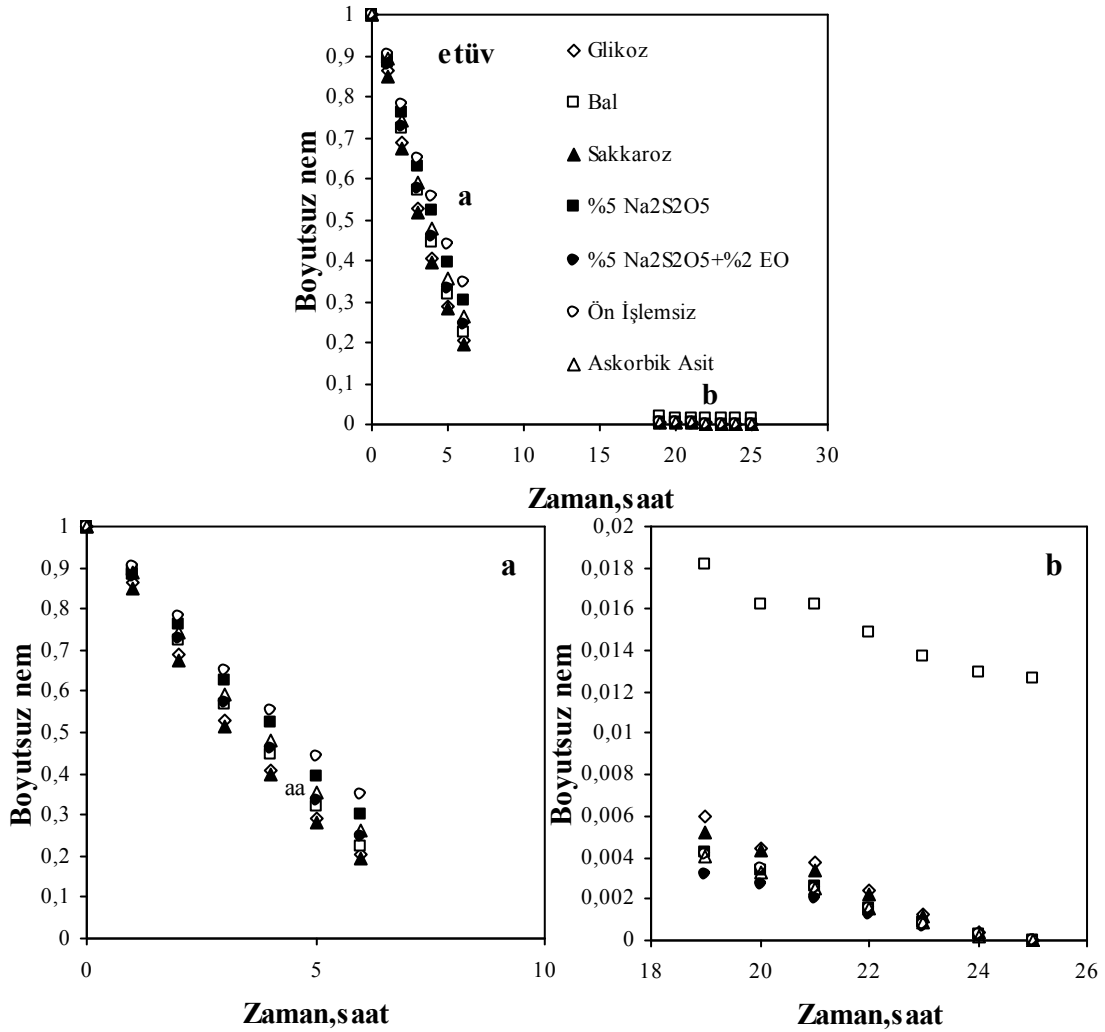 etüv
Boyutsuz nem
1
0,9
0,8
0,7
0,6
0,5
0,4
0,3
0,2
0,1
0
Glikoz
Bal
Sakkaroz
%5 Na2S2O5
%5 Na2S2O5+%2 EO
Ön İşlemsiz
Askorbik Asit
a
b
0 5 10 15 20 25 30
Zaman,saat
Boyutsuz nem
1
0,9
0,8
0,7
0,6
0,5
0,4
0,3
0,2
0,1
0
a
aa
0 5 10
Zaman,saat
Boyutsuz nem
0,02
0,018
0,016
0,014
0,012
0,01
0,008
0,006
0,004
0,002
0
b
18 20 22 24 26
Zaman,saat